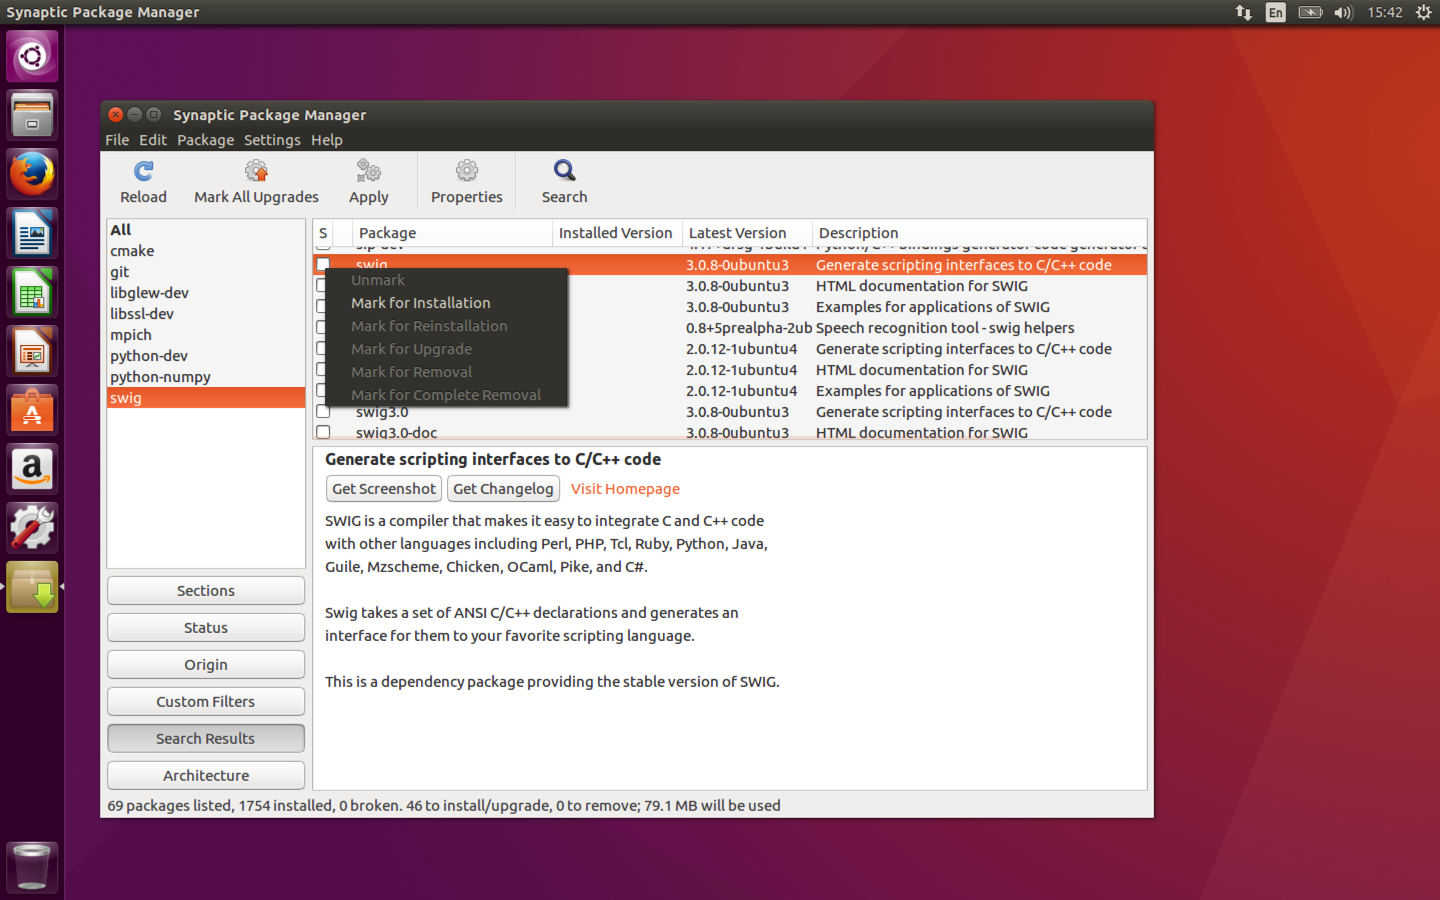 Synaptic Package Manager
En
15:42
Synaptic Package Manager
File Edit Package Settings Help
Reload Mark All Upgrades Apply Properties Search
All
cmake
git
libglew-dev
libssl-dev
mpich
python-dev
python-numpy
swig
S Package Installed Version Latest Version Description
swig 3.0.8-0ubuntu3 Generate scripting interfaces to C/C++ code
3.0.8-0ubuntu3 HTML documentation for SWIG
3.0.8-0ubuntu3 Examples for applications of SWIG
0.8+5prealpha-2ub Speech recognition tool - swig helpers
2.0.12-1ubuntu4 Generate scripting interfaces to C/C++ code
2.0.12-1ubuntu4 HTML documentation for SWIG
2.0.12-1ubuntu4 Examples for applications of SWIG
swig3.0 3.0.8-0ubuntu3 Generate scripting interfaces to C/C++ code
swig3.0-doc 3.0.8-0ubuntu3 HTML documentation for SWIG
Unmark
Mark for Installation
Mark for Reinstallation
Mark for Upgrade
Mark for Removal
Mark for Complete Removal
Generate scripting interfaces to C/C++ code
Get Screenshot Get Changelog Visit Homepage
SWIG is a compiler that makes it easy to integrate C and C++ code
with other languages including Perl, PHP, Tcl, Ruby, Python, Java,
Guile, Mzscheme, Chicken, OCaml, Pike, and C#.
Swig takes a set of ANSI C/C++ declarations and generates an
interface for them to your favorite scripting language.
This is a dependency package providing the stable version of SWIG.
Sections
Status
Origin
Custom Filters
Search Results
Architecture
69 packages listed, 1754 installed, 0 broken. 46 to install/upgrade, 0 to remove; 79.1 MB will be used